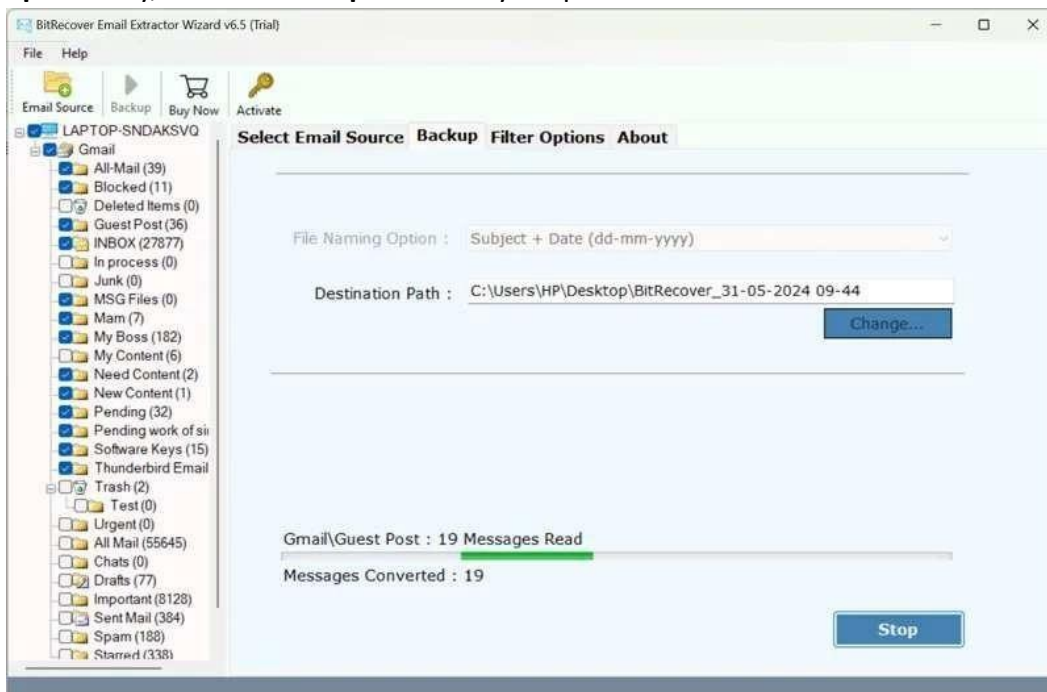 BitRecover Email Extractor Wizard v6.5 (Trial)
File Help
Email Source Backup Buy Now Activate
LAPTOP-SNDAKSVQ
Gmail
All-Mail (39)
Blocked (11)
Deleted Items (0)
Guest Post (36)
INBOX (27877)
In process (0)
Junk (0)
MSG Files (0)
Mam (7)
My Boss (182)
My Content (6)
Need Content (2)
New Content (1)
Pending (32)
Pending work of
Software Keys (15)
Thunderbird Email
Trash (2)
Test (0)
Urgent (0)
All Mail (55645)
Chats (0)
Drafts (77)
Important (8128)
Sent Mail (384)
Spam (188)
Starred (338)
Select Email Source Backup Filter Options About
File Naming Option : Subject + Date (dd-mm-yyyy)
Destination Path : C:\Users\HP\Desktop\BitRecover_31-05-2024 09-44
Change...
Gmail\Guest Post : 19 Messages Read
Messages Converted : 19
Stop